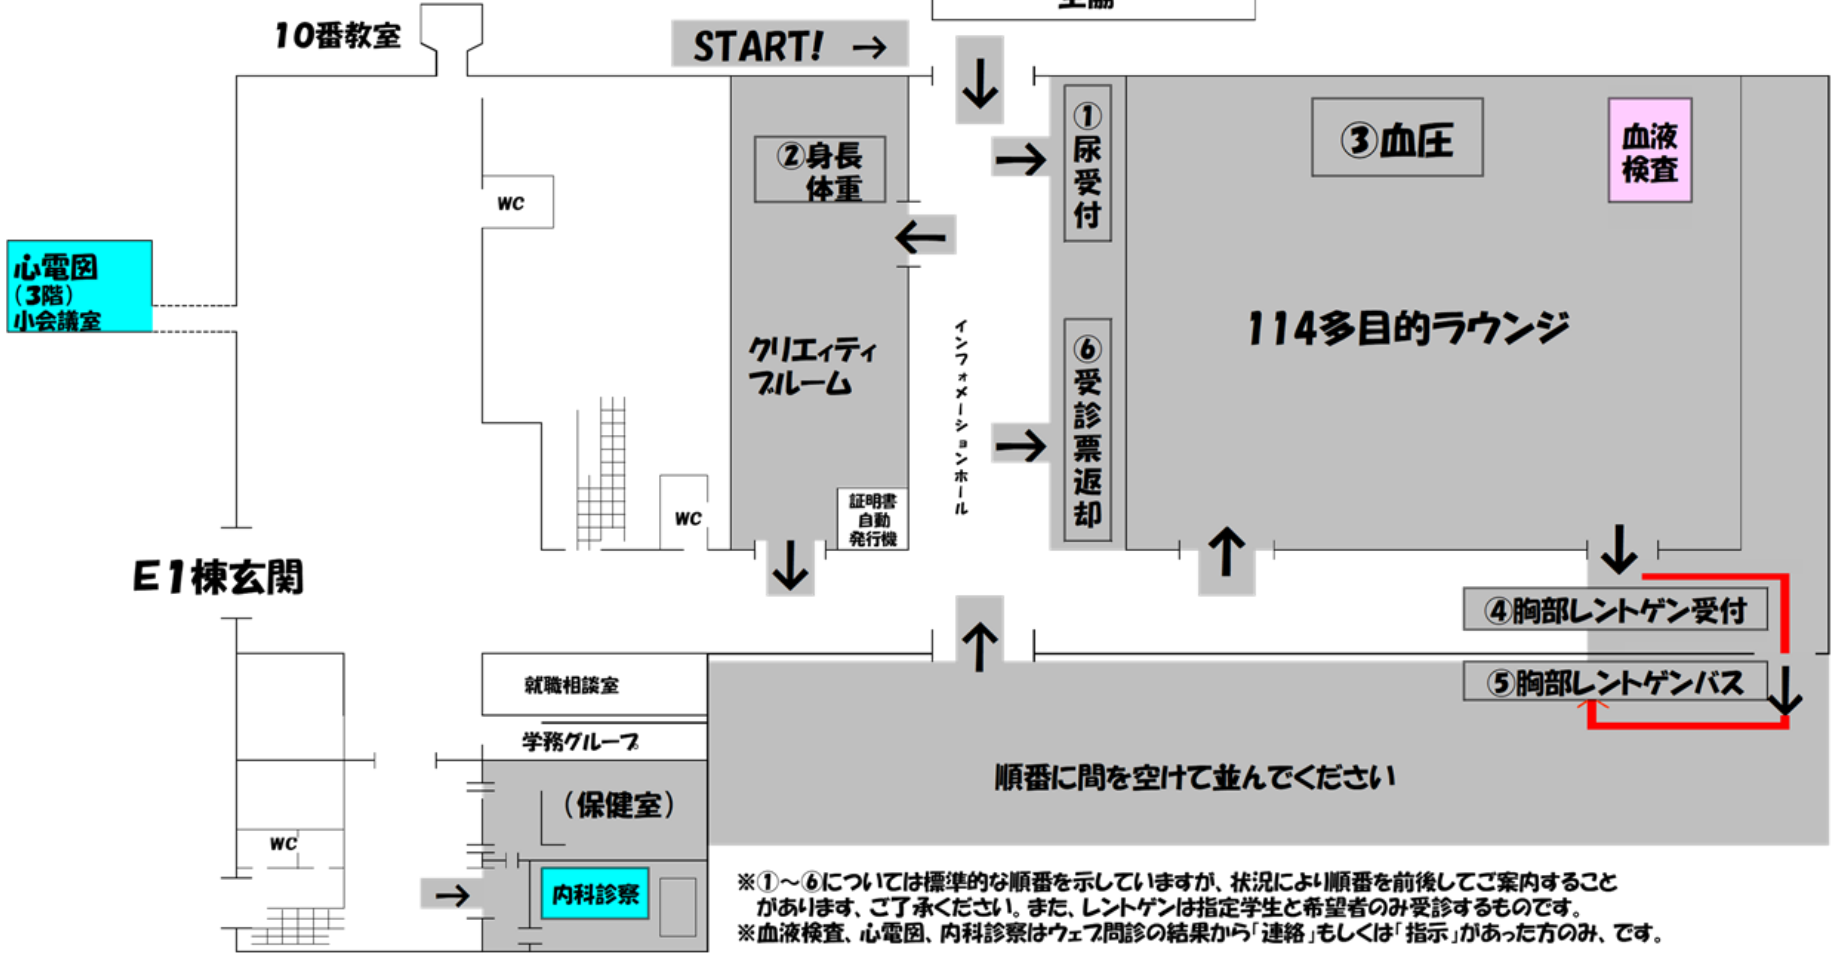 10番教室
START! →
①
尿
受
付
②身長
体重
③血圧
血液
検査
WC
心電図
(3階)
小会議室
クリエィティ
ブルーム
インフォメーションホール
⑥
受
診
票
返
却
114多目的ラウンジ
WC
証明書
自動
発行機
E1棟玄関
④胸部レントゲン受付
⑤胸部レントゲンバス
就職相談室
学務グループ
順番に間を空けて並んでください
(保健室)
WC
内科診察
※①～⑥については標準的な順番を示していますが、状況により順番を前後してご案内すること
があります、ご了承ください。また、レントゲンは指定学生と希望者のみ受診するものです。
※血液検査、心電図、内科診察はウェブ問診の結果から「連絡」もしくは「指示」があった方のみ、です。